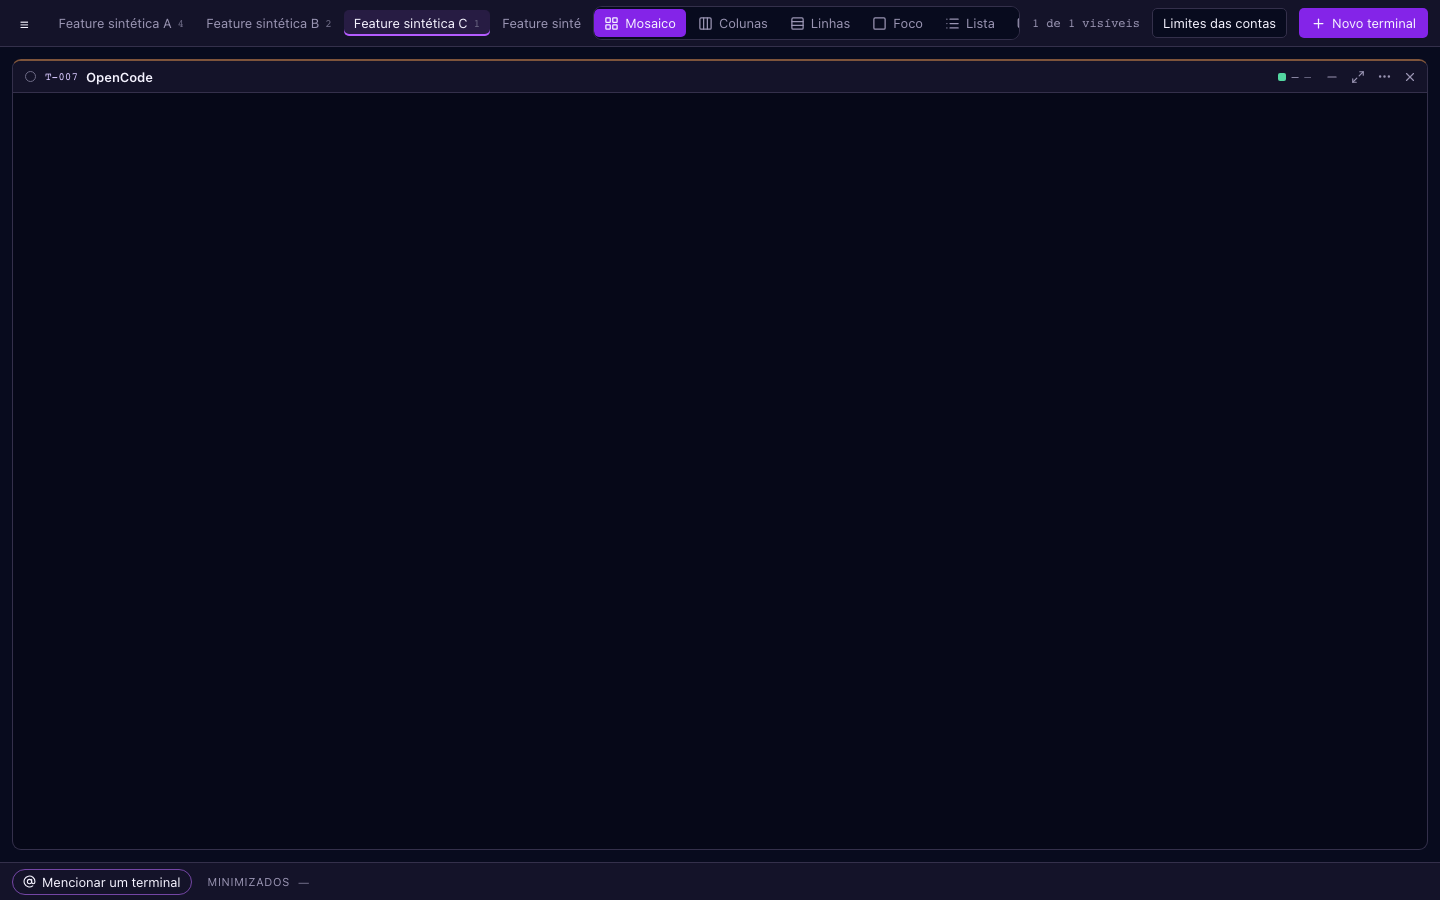 Feature sintética A 4 Feature sintética B 2 Feature sintética C 1 Feature sinté Mosaico Colunas Linhas Foco Lista 1 de 1 visíveis Limites das contas + Novo terminal
T-007 OpenCode
Mencionar um terminal MINIMIZADOS —